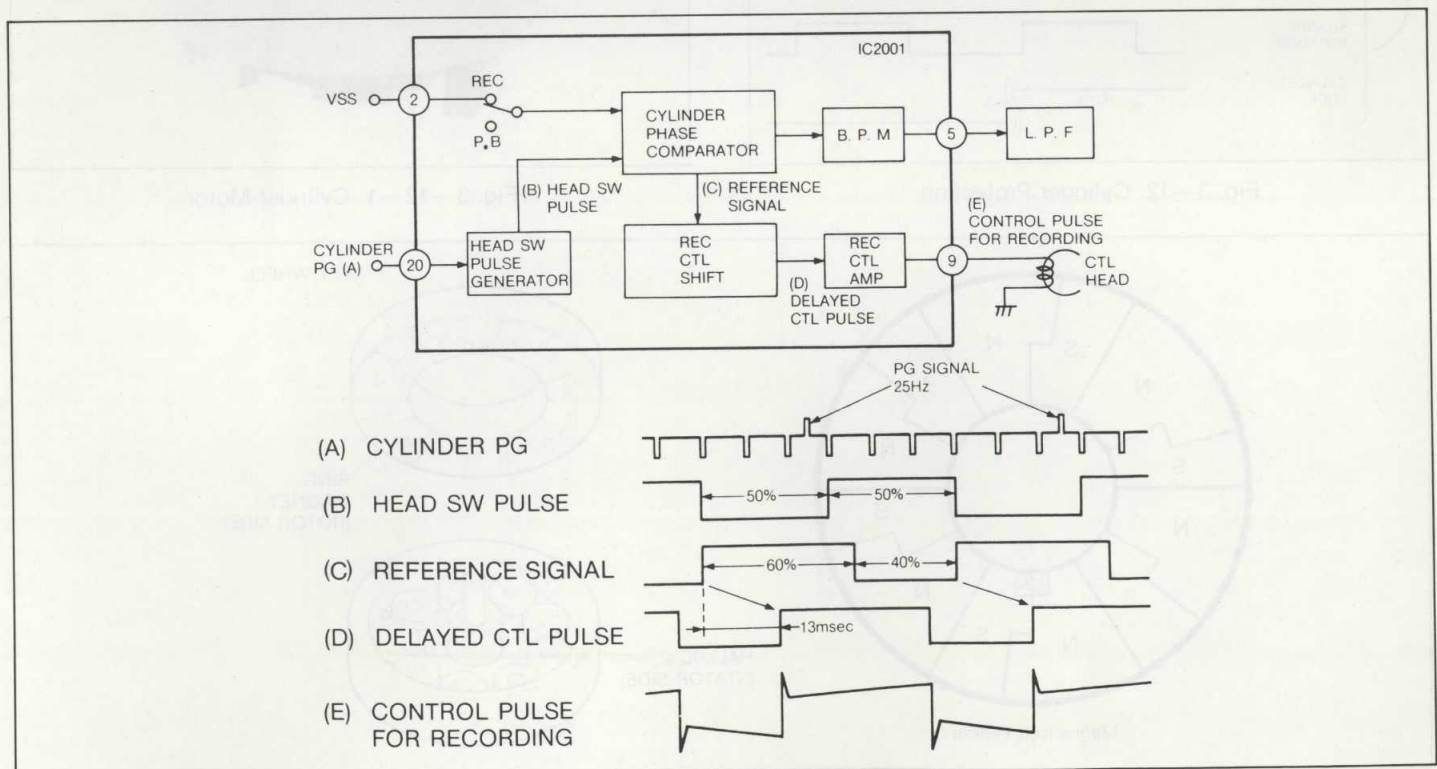 IC2001
REC
VSS
2
P.B
CYLINDER
PHASE
COMPARATOR
B. P. M
5
L. P. F
(B) HEAD SW
PULSE
(C) REFERENCE
SIGNAL
(E)
CONTROL PULSE
FOR RECORDING
CYLINDER
PG (A)
20
HEAD SW
PULSE
GENERATOR
REC
CTL
SHIFT
(D)
DELAYED
CTL PULSE
REC
CTL
AMP
9
CTL
HEAD
PG SIGNAL
25Hz
(A) CYLINDER PG
(B) HEAD SW PULSE
50% 50%
(C) REFERENCE SIGNAL
60% 40%
(D) DELAYED CTL PULSE
13msec
(E) CONTROL PULSE
FOR RECORDING
Fig. 3-12. Cylinder Protection
Fig. 3-12-1. Cylinder Motor
N
S
N
S
N
N
S
N